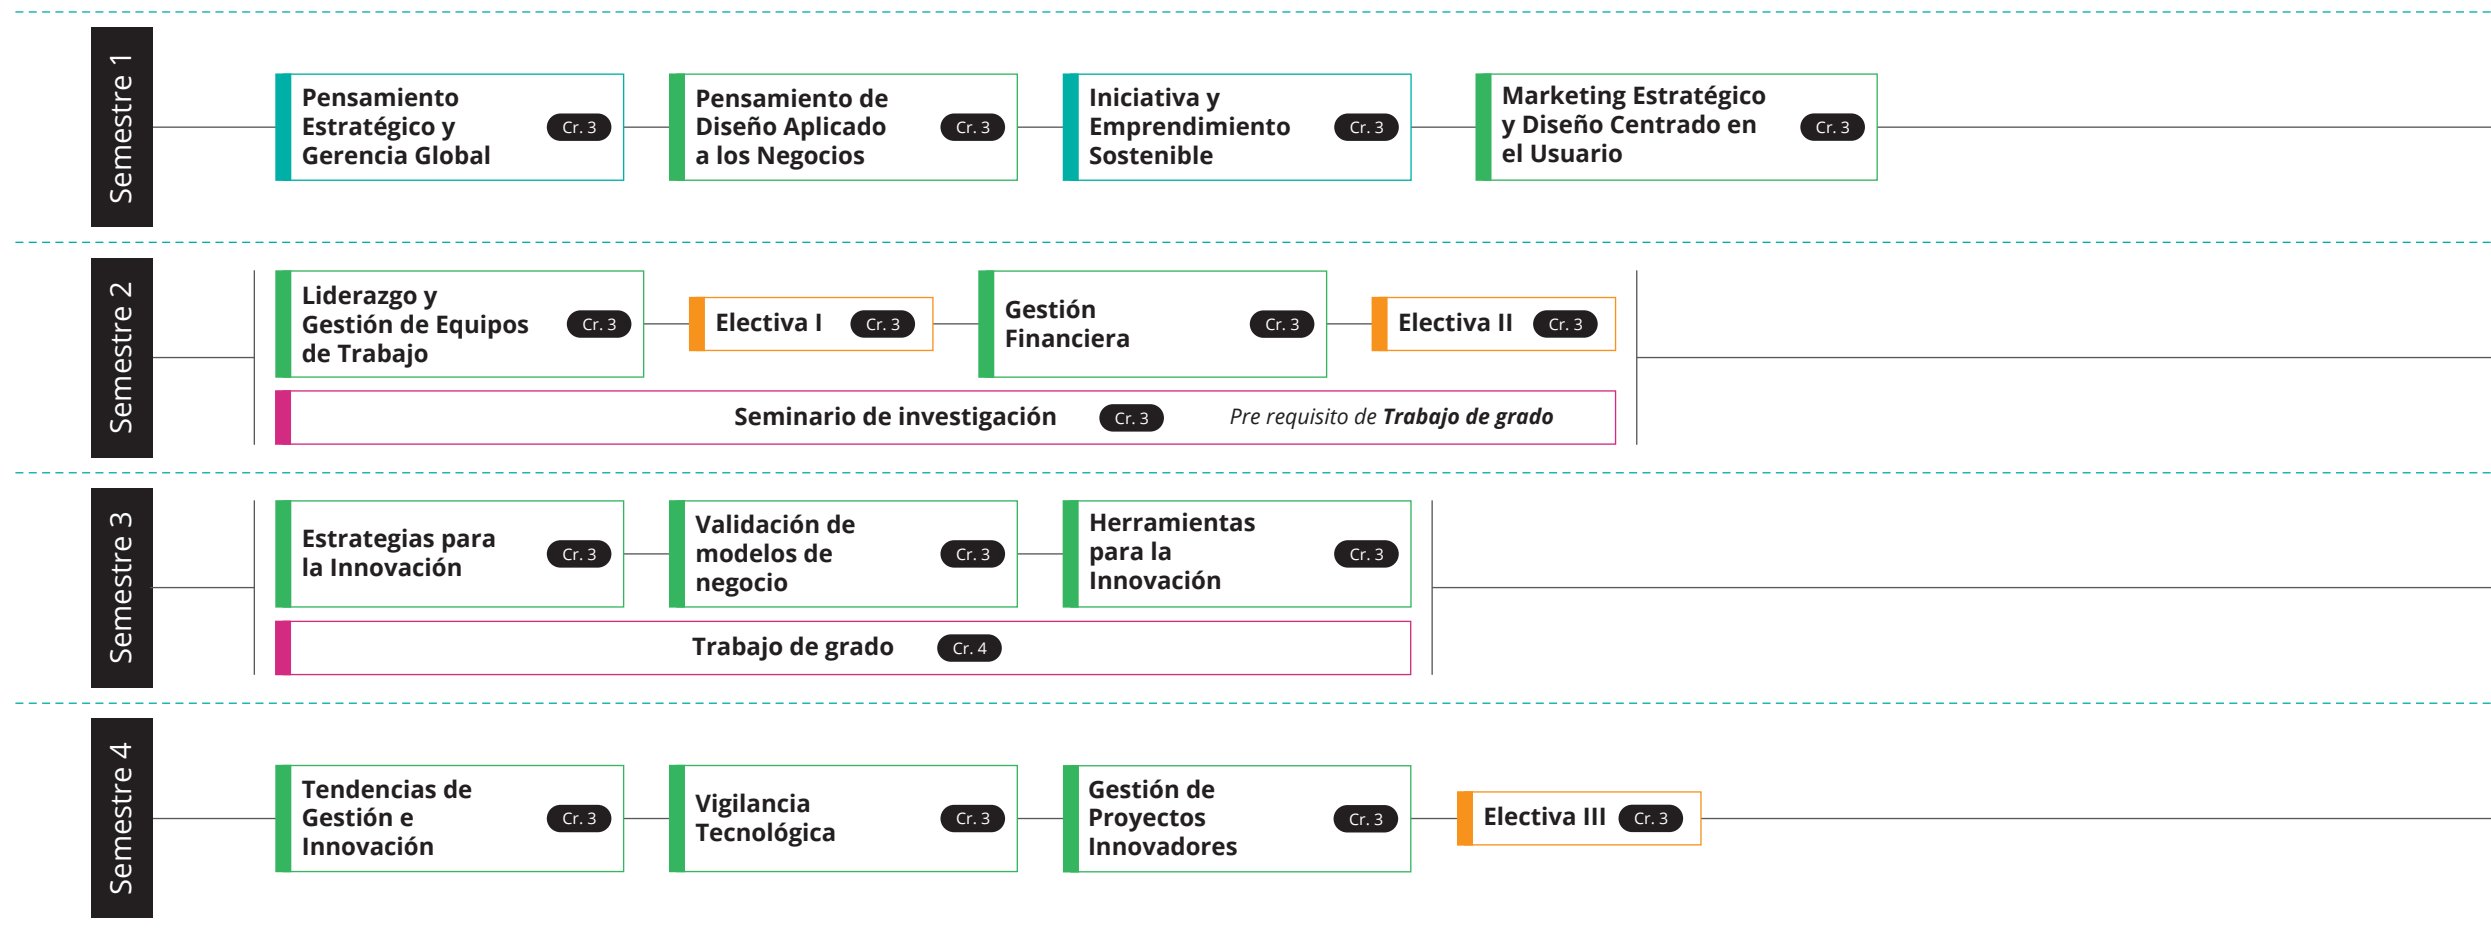 Semestre 1
Pensamiento
Estratégico y
Gerencia Global
Cr. 3
Pensamiento de
Diseño Aplicado
a los Negocios
Cr. 3
Iniciativa y
Emprendimiento
Sostenible
Cr. 3
Marketing Estratégico
y Diseño Centrado en
el Usuario
Cr. 3
Semestre 2
Liderazgo y
Gestión de Equipos
de Trabajo
Cr. 3
Electiva I
Cr. 3
Gestión
Financiera
Cr. 3
Electiva II
Cr. 3
Seminario de investigación
Cr. 3
Pre requisito de Trabajo de grado
Semestre 3
Estrategias para
la Innovación
Cr. 3
Validación de
modelos de
negocio
Cr. 3
Herramientas
para la
Innovación
Cr. 3
Trabajo de grado
Cr. 4
Semestre 4
Tendencias de
Gestión e
Innovación
Cr. 3
Vigilancia
Tecnológica
Cr. 3
Gestión de
Proyectos
Innovadores
Cr. 3
Electiva III
Cr. 3